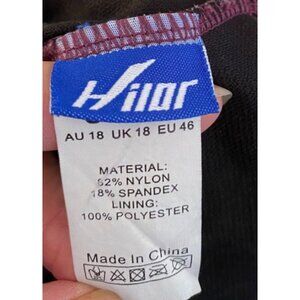 Hilor
AU 18 UK 18 EU 46
MATERIAL:
82% NYLON
18% SPANDEX
LINING:
100% POLYESTER
Made In China